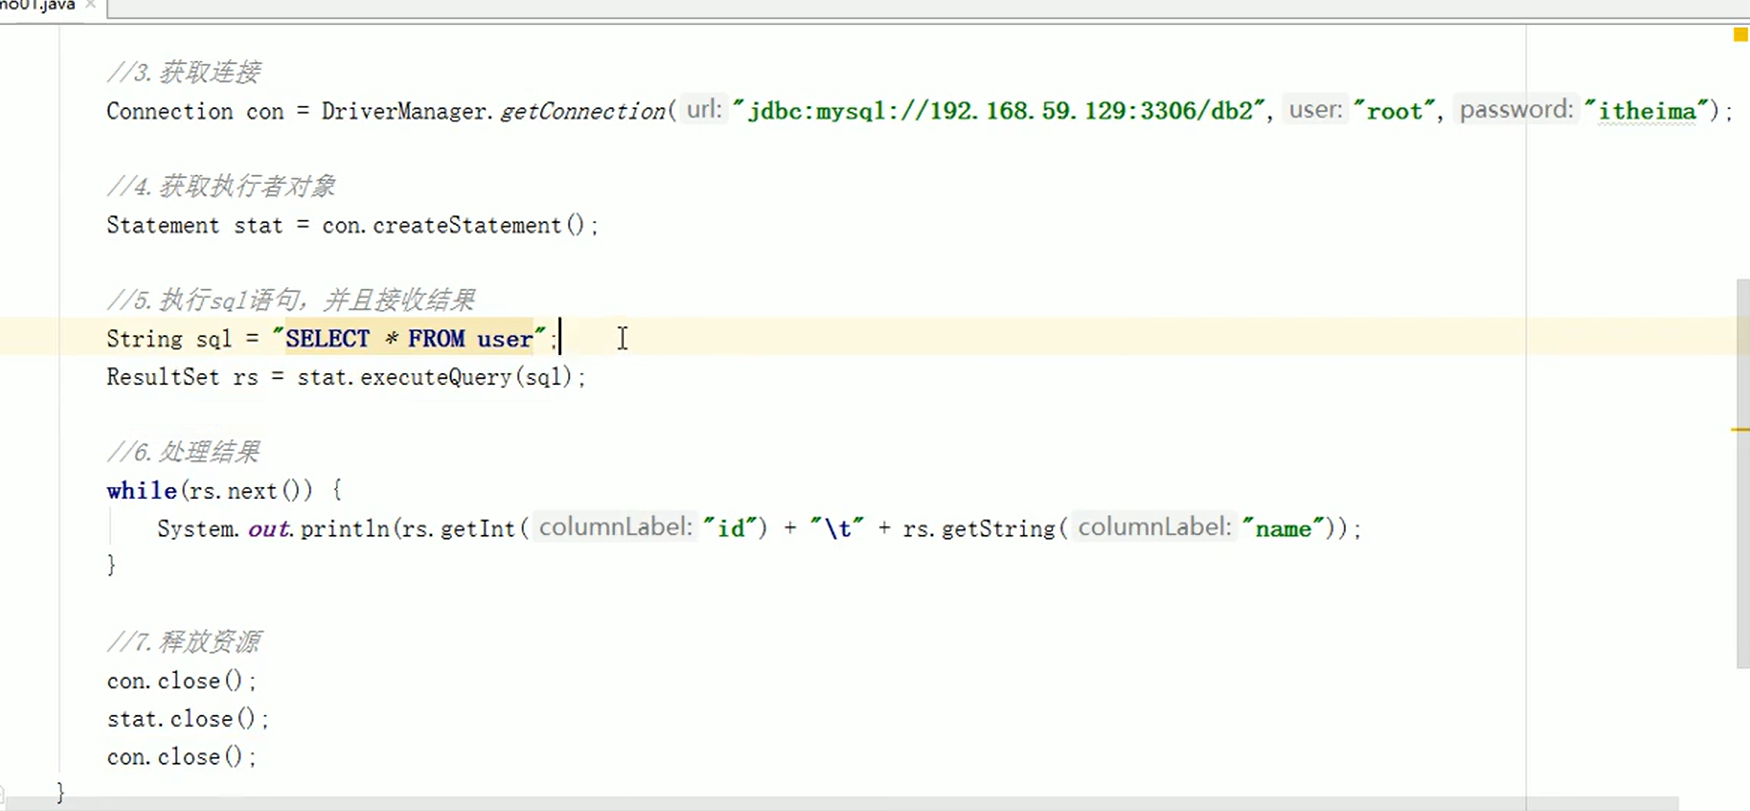 mo01.java ×
//3.获取连接
Connection con = DriverManager.getConnection( url: "jdbc:mysql://192.168.59.129:3306/db2", user: "root", password: "itheima");
//4.获取执行者对象
Statement stat = con.createStatement();
//5.执行sql语句，并且接收结果
String sql = "SELECT * FROM user";
ResultSet rs = stat.executeQuery(sql);
//6.处理结果
while(rs.next()) {
System.out.println(rs.getInt( columnLabel: "id") + "\t" + rs.getString( columnLabel: "name"));
}
//7.释放资源
con.close();
stat.close();
con.close();
}